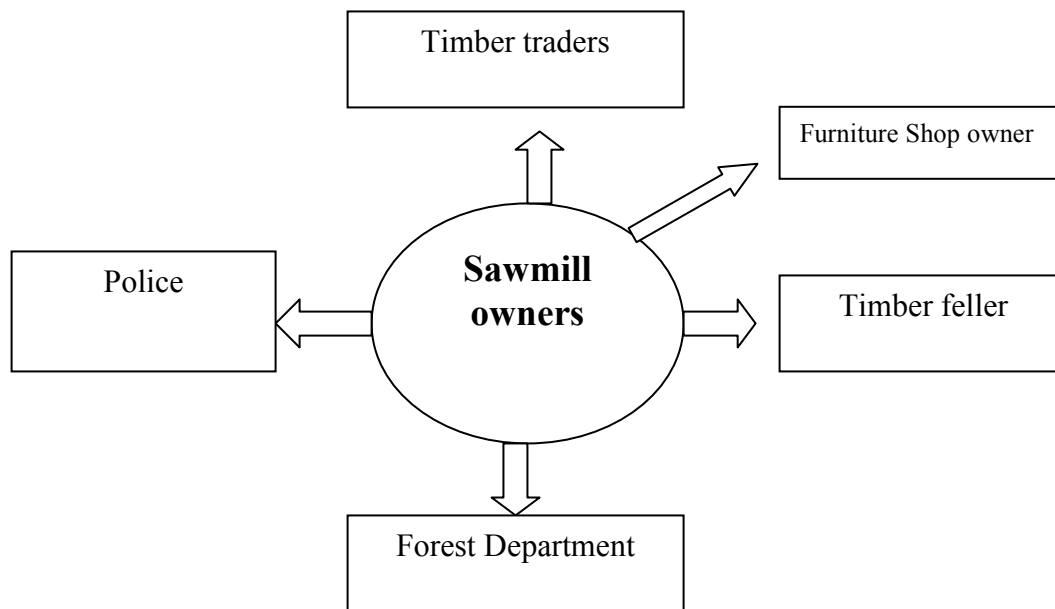 Timber traders
Furniture Shop owner
Police
Sawmill
owners
Timber feller
Forest Department